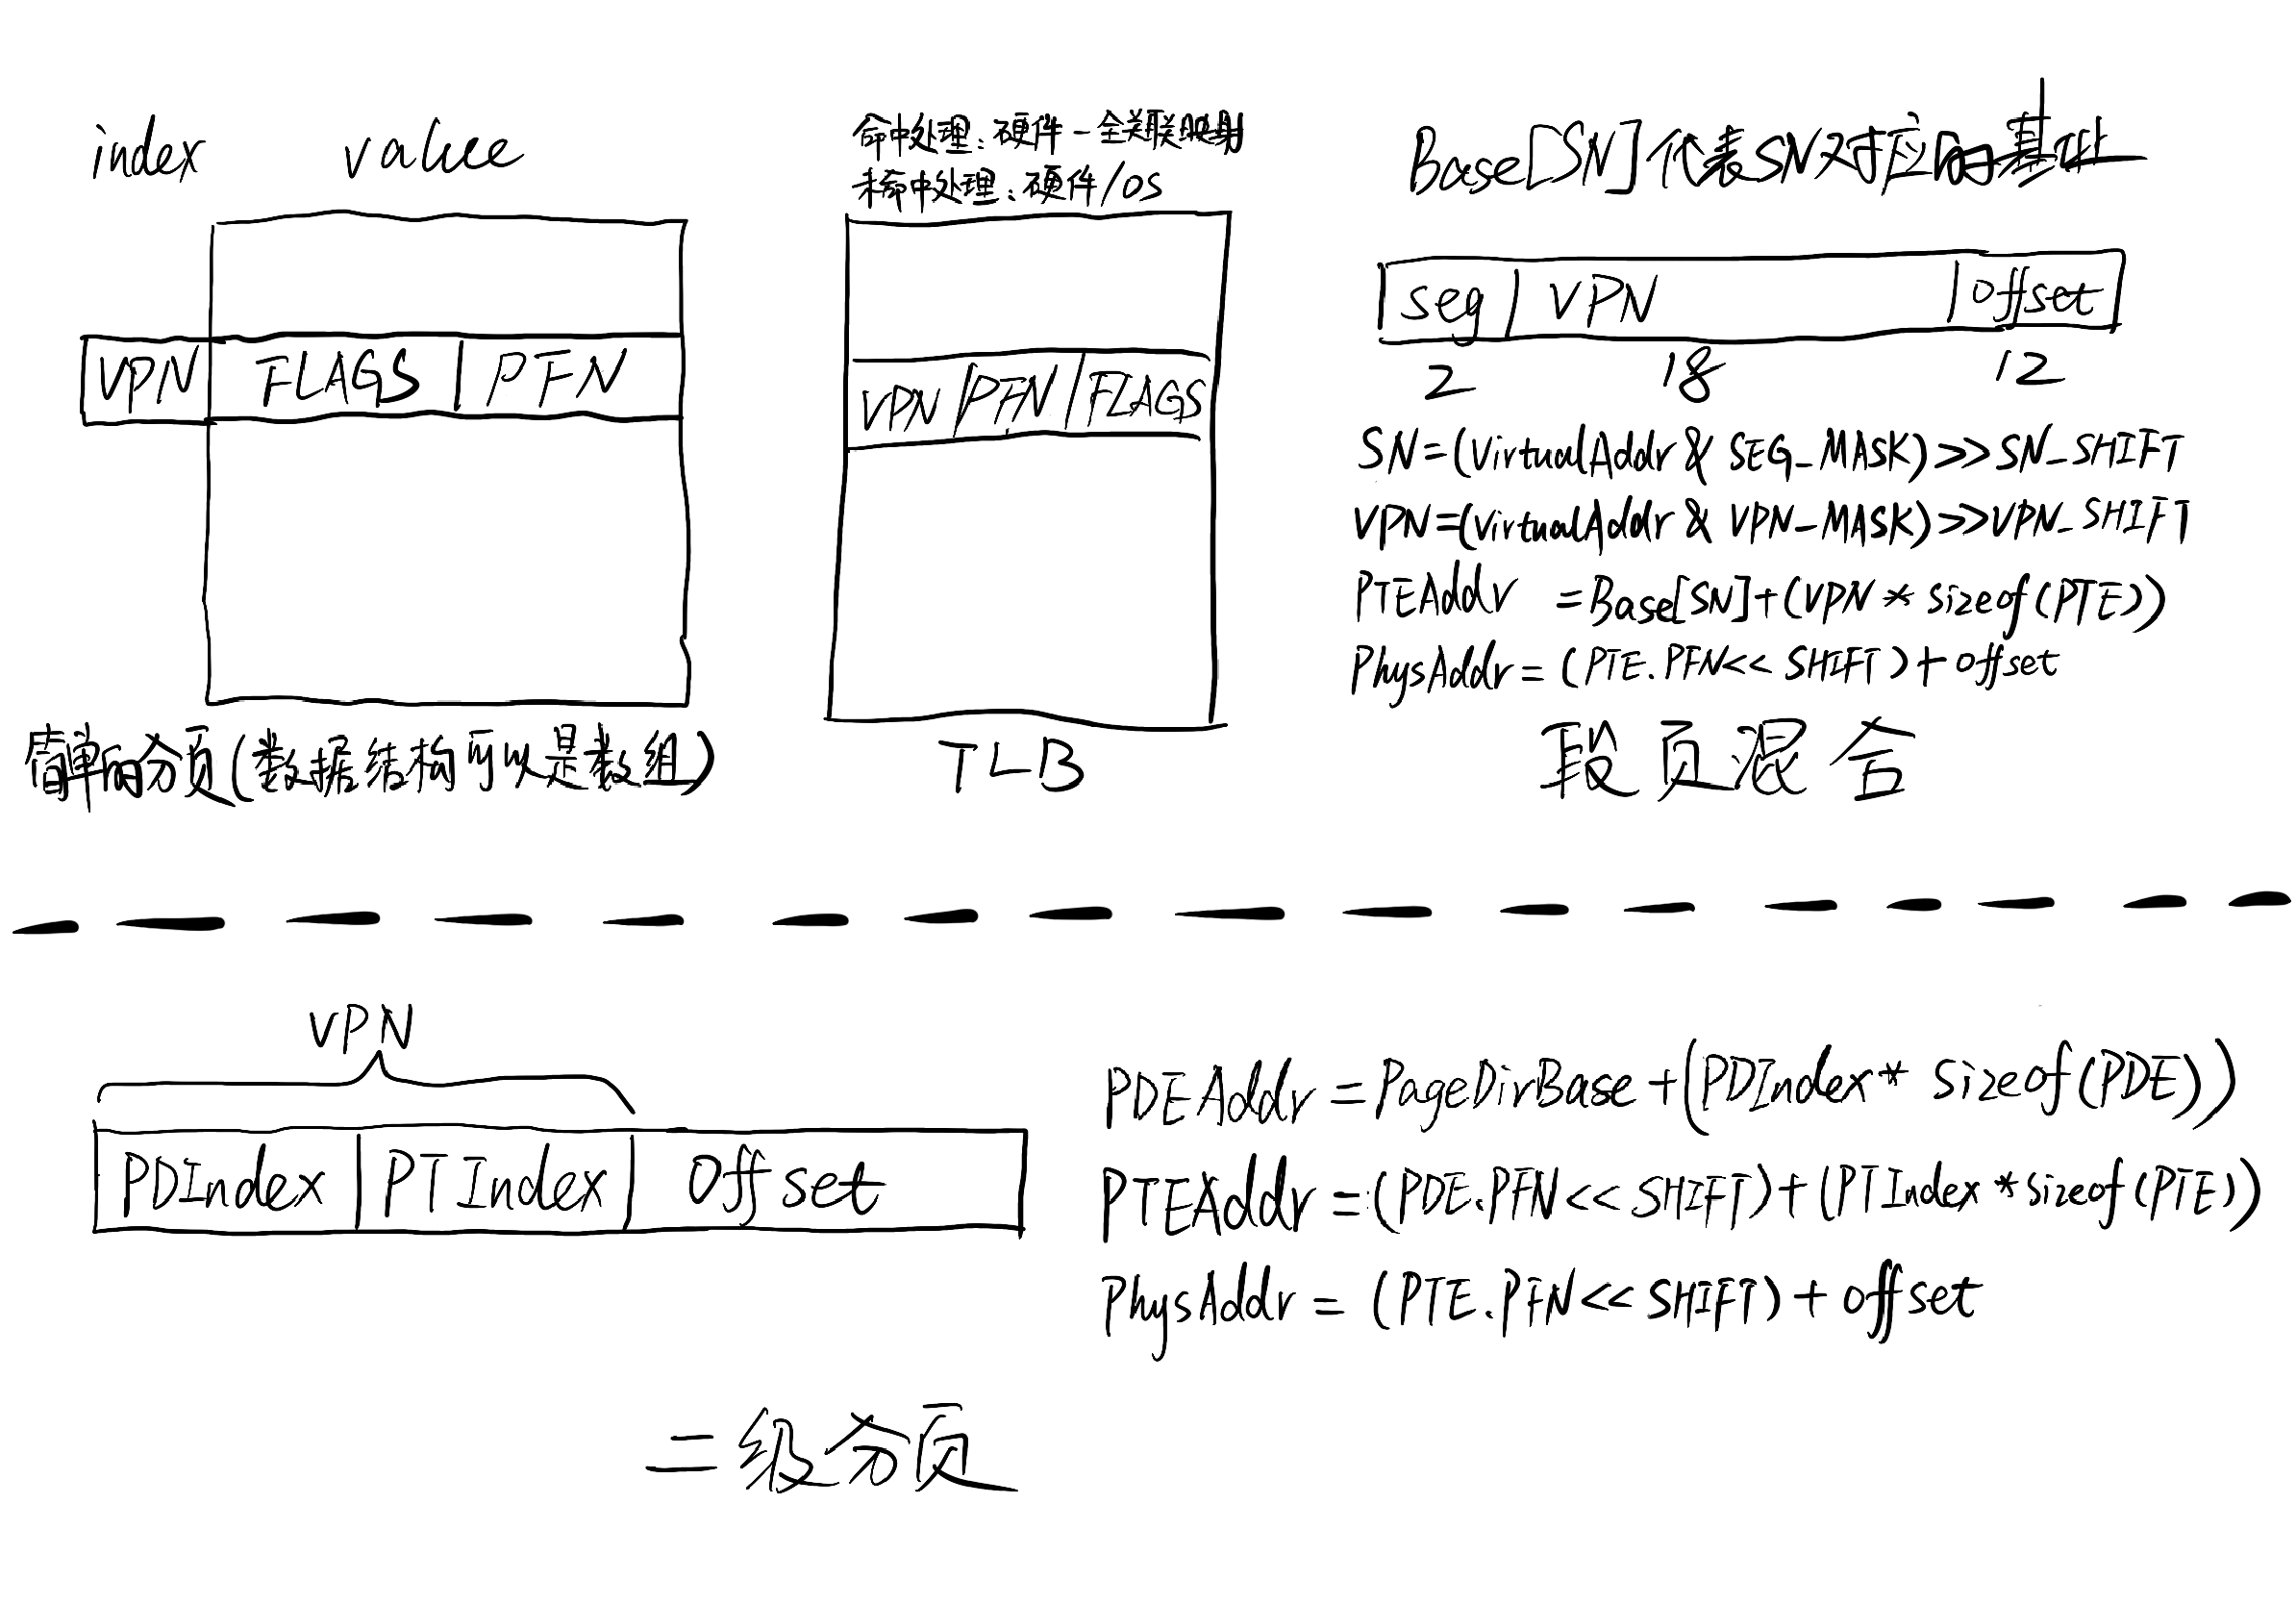 index value
VPN FLAGS PFN
简单的分页(数据结构可以是数组)
命中处理:硬件-全关联映射
未命中处理:硬件/OS
VPN PFN FLAGS
TLB
Base[SN]代表SN对应的基址
seg VPN offset
2 18 12
SN=(VirtualAddr & SEG_MASK)>>SN_SHIFT
VPN=(VirtualAddr & VPN_MASK)>>VPN_SHIFT
PTEAddr =Base[SN]+(VPN * sizeof(PTE))
PhysAddr=(PTE.PFN<< SHIFT)+offset
段页混合
VPN
PDIndex PTIndex Offset
PDEAddr=PageDirBase+(PDIndex* sizeof(PDE))
PTEAddr=(PDE.PFN<<SHIFT)+(PTIndex*sizeof(PTE))
PhysAddr=(PTE.PFN<<SHIFT)+offset
二级分页